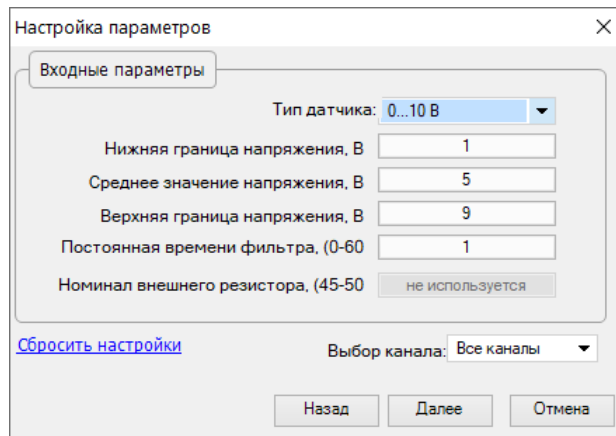 Настройка параметров
Входные параметры
Тип датчика: 0...10 В
Нижняя граница напряжения, В 1
Среднее значение напряжения, В 5
Верхняя граница напряжения, В 9
Постоянная времени фильтра, (0-60 1
Номинал внешнего резистора, (45-50 не используется
Сбросить настройки
Выбор канала: Все каналы
Назад Далее Отмена